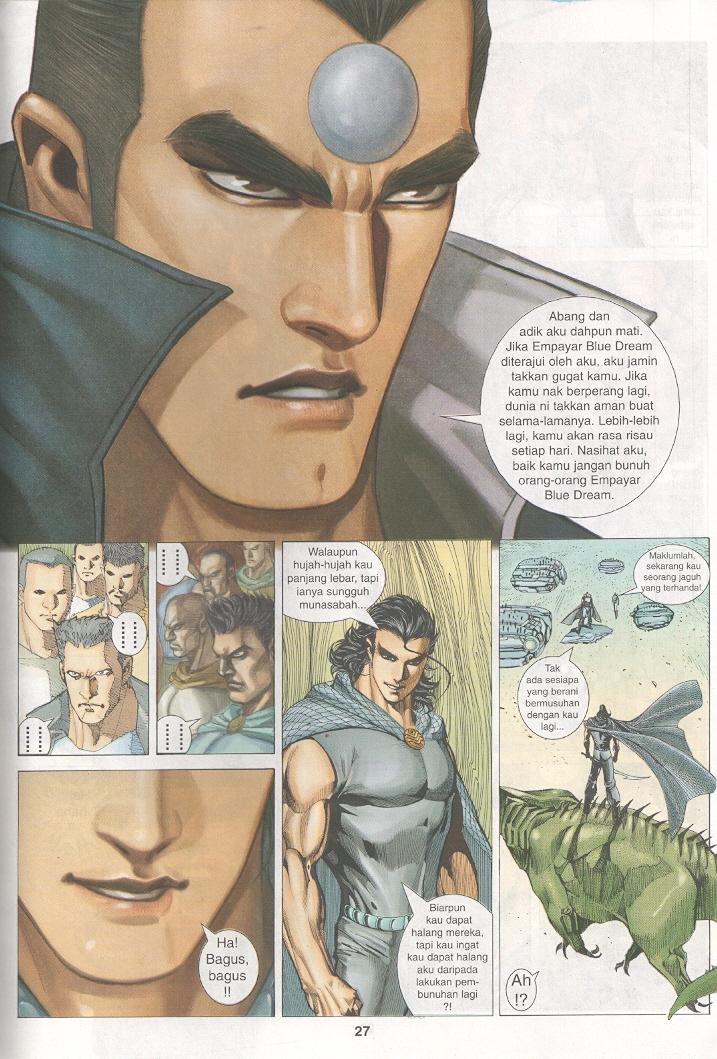 Abang dan
adik aku dahpun mati.
Jika Empayar Blue Dream
diterajui oleh aku, aku jamin
takkan gugat kamu. Jika
kamu nak berperang lagi,
dunia ni takkan aman buat
selama-lamanya. Lebih-lebih
lagi, kamu akan rasa risau
setiap hari. Nasihat aku,
baik kamu jangan bunuh
orang-orang Empayar
Blue Dream.
Walaupun
hujah-hujah kau
panjang lebar, tapi
ianya sungguh
munasabah...
Biarpun
kau dapat
halang mereka,
tapi kau ingat
kau dapat halang
aku daripada
lakukan pem-
bunuhan lagi
?!
Maklumlah,
sekarang kau
seorang jaguh
yang terhandal
Tak
ada sesiapa
yang berani
bermusuhan
dengan kau
lagi...
Ah
!?
Ha!
Bagus,
bagus
!!
27